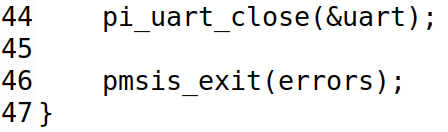 44    pi_uart_close(&uart);
45
46    pmsis_exit(errors);
47}